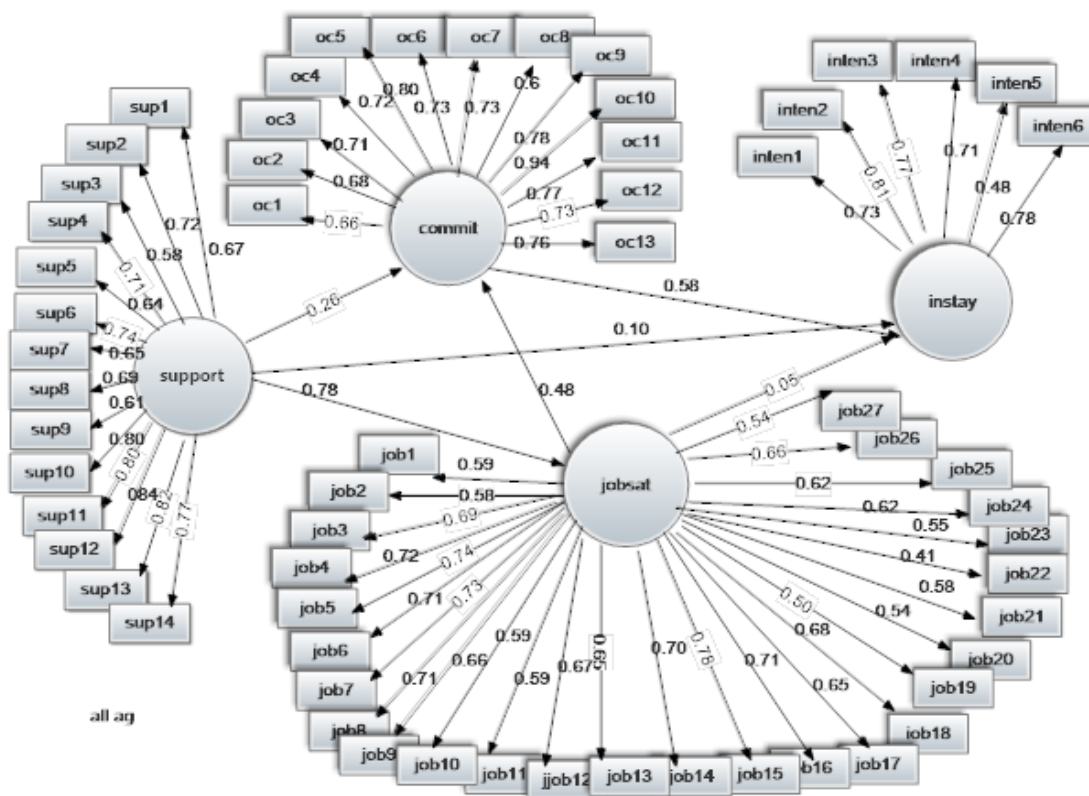 oc5
oc6
oc7
oc8
oc9
oc4
oc10
oc3
oc11
oc2
oc12
oc1
oc13
0.80
0.72
0.73
0.73
0.6
0.78
0.71
0.94
0.68
0.77
0.66
0.73
0.76
commit
inten3
inten4
inten5
inten2
inten6
inten1
0.77
0.71
0.81
0.48
0.73
0.78
instay
sup1
sup2
sup3
sup4
sup5
sup6
sup7
sup8
sup9
sup10
sup11
sup12
sup13
sup14
0.72
0.67
0.58
0.71
0.64
0.74
0.65
0.69
0.61
0.80
0.80
0.84
0.82
0.77
support
0.26
0.58
0.10
0.78
0.48
0.05
jobsat
0.54
job27
0.66
job26
0.62
job25
0.62
job24
0.55
job23
0.41
job22
0.58
job21
0.54
job20
0.50
job19
0.68
job18
0.65
job17
0.71
job16
0.78
job15
0.70
job14
0.65
job13
0.67
jjob12
0.59
job11
0.59
job10
0.66
job9
0.71
job8
0.73
job7
0.71
job6
0.74
job5
0.72
job4
0.69
job3
0.58
job2
0.59
job1
all ag